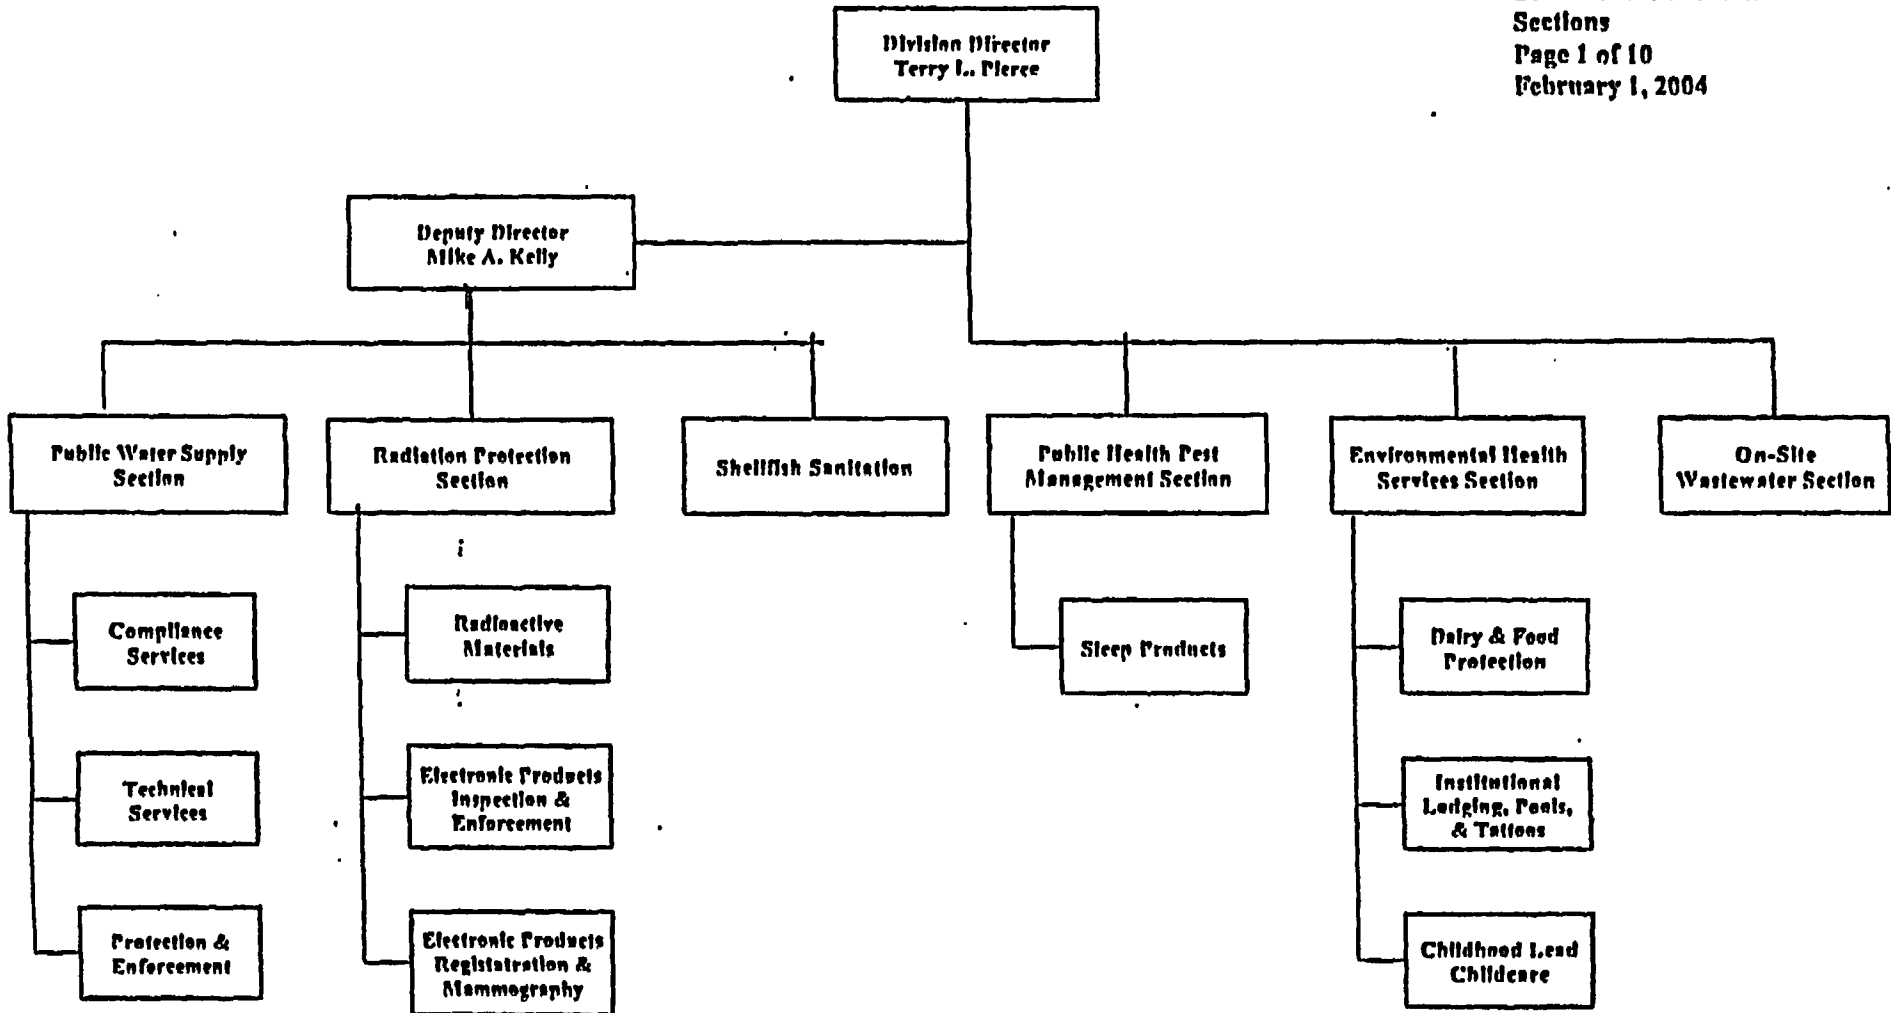 Sections
Page 1 of 10
February 1, 2004
Division Director
Terry L. Pierce
Deputy Director
Mike A. Kelly
Public Water Supply
Section
Radiation Protection
Section
Shellfish Sanitation
Public Health Pest
Management Section
Environmental Health
Services Section
On-Site
Wastewater Section
Compliance
Services
Technical
Services
Protection &
Enforcement
Radioactive
Materials
Electronic Products
Inspection &
Enforcement
Electronic Products
Registatration &
Mammography
Sleep Products
Dairy & Food
Protection
Institutional
Lodging, Pools,
& Tattoos
Childhood Lead
Childcare